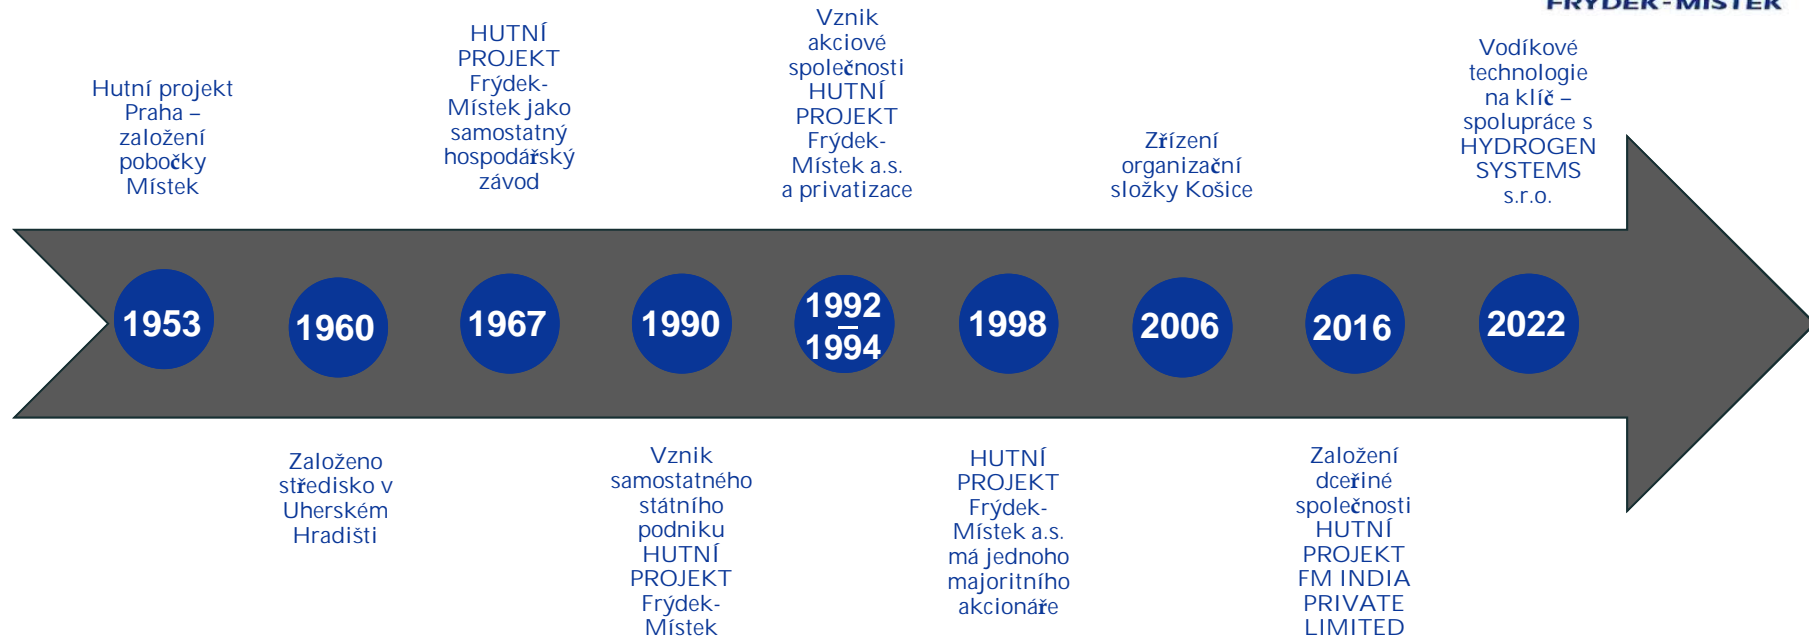 FRÝDEK-MÍSTEK
Hutní projekt
Praha –
založení
pobočky
Místek
HUTNÍ
PROJEKT
Frýdek-
Místek jako
samostatný
hospodářský
závod
Vznik
akciové
společnosti
HUTNÍ
PROJEKT
Frýdek-
Místek a.s.
a privatizace
Zřízení
organizační
složky Košice
Vodíkové
technologie
na klíč –
spolupráce s
HYDROGEN
SYSTEMS
s.r.o.
1953
1960
1967
1990
1992
–
1994
1998
2006
2016
2022
Založeno
středisko v
Uherském
Hradišti
Vznik
samostatného
státního
podniku
HUTNÍ
PROJEKT
Frýdek-
Místek
HUTNÍ
PROJEKT
Frýdek-
Místek a.s.
má jednoho
majoritního
akcionáře
Založení
dceřiné
společnosti
HUTNÍ
PROJEKT
FM INDIA
PRIVATE
LIMITED